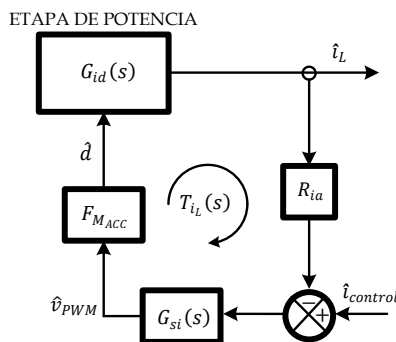 ETAPA DE POTENCIA
G_{id}(s)
î_L
d̂
R_{ia}
T_{i_L}(s)
F_{M_{ACC}}
− +
î_{control}
v̂_{PWM}
G_{si}(s)